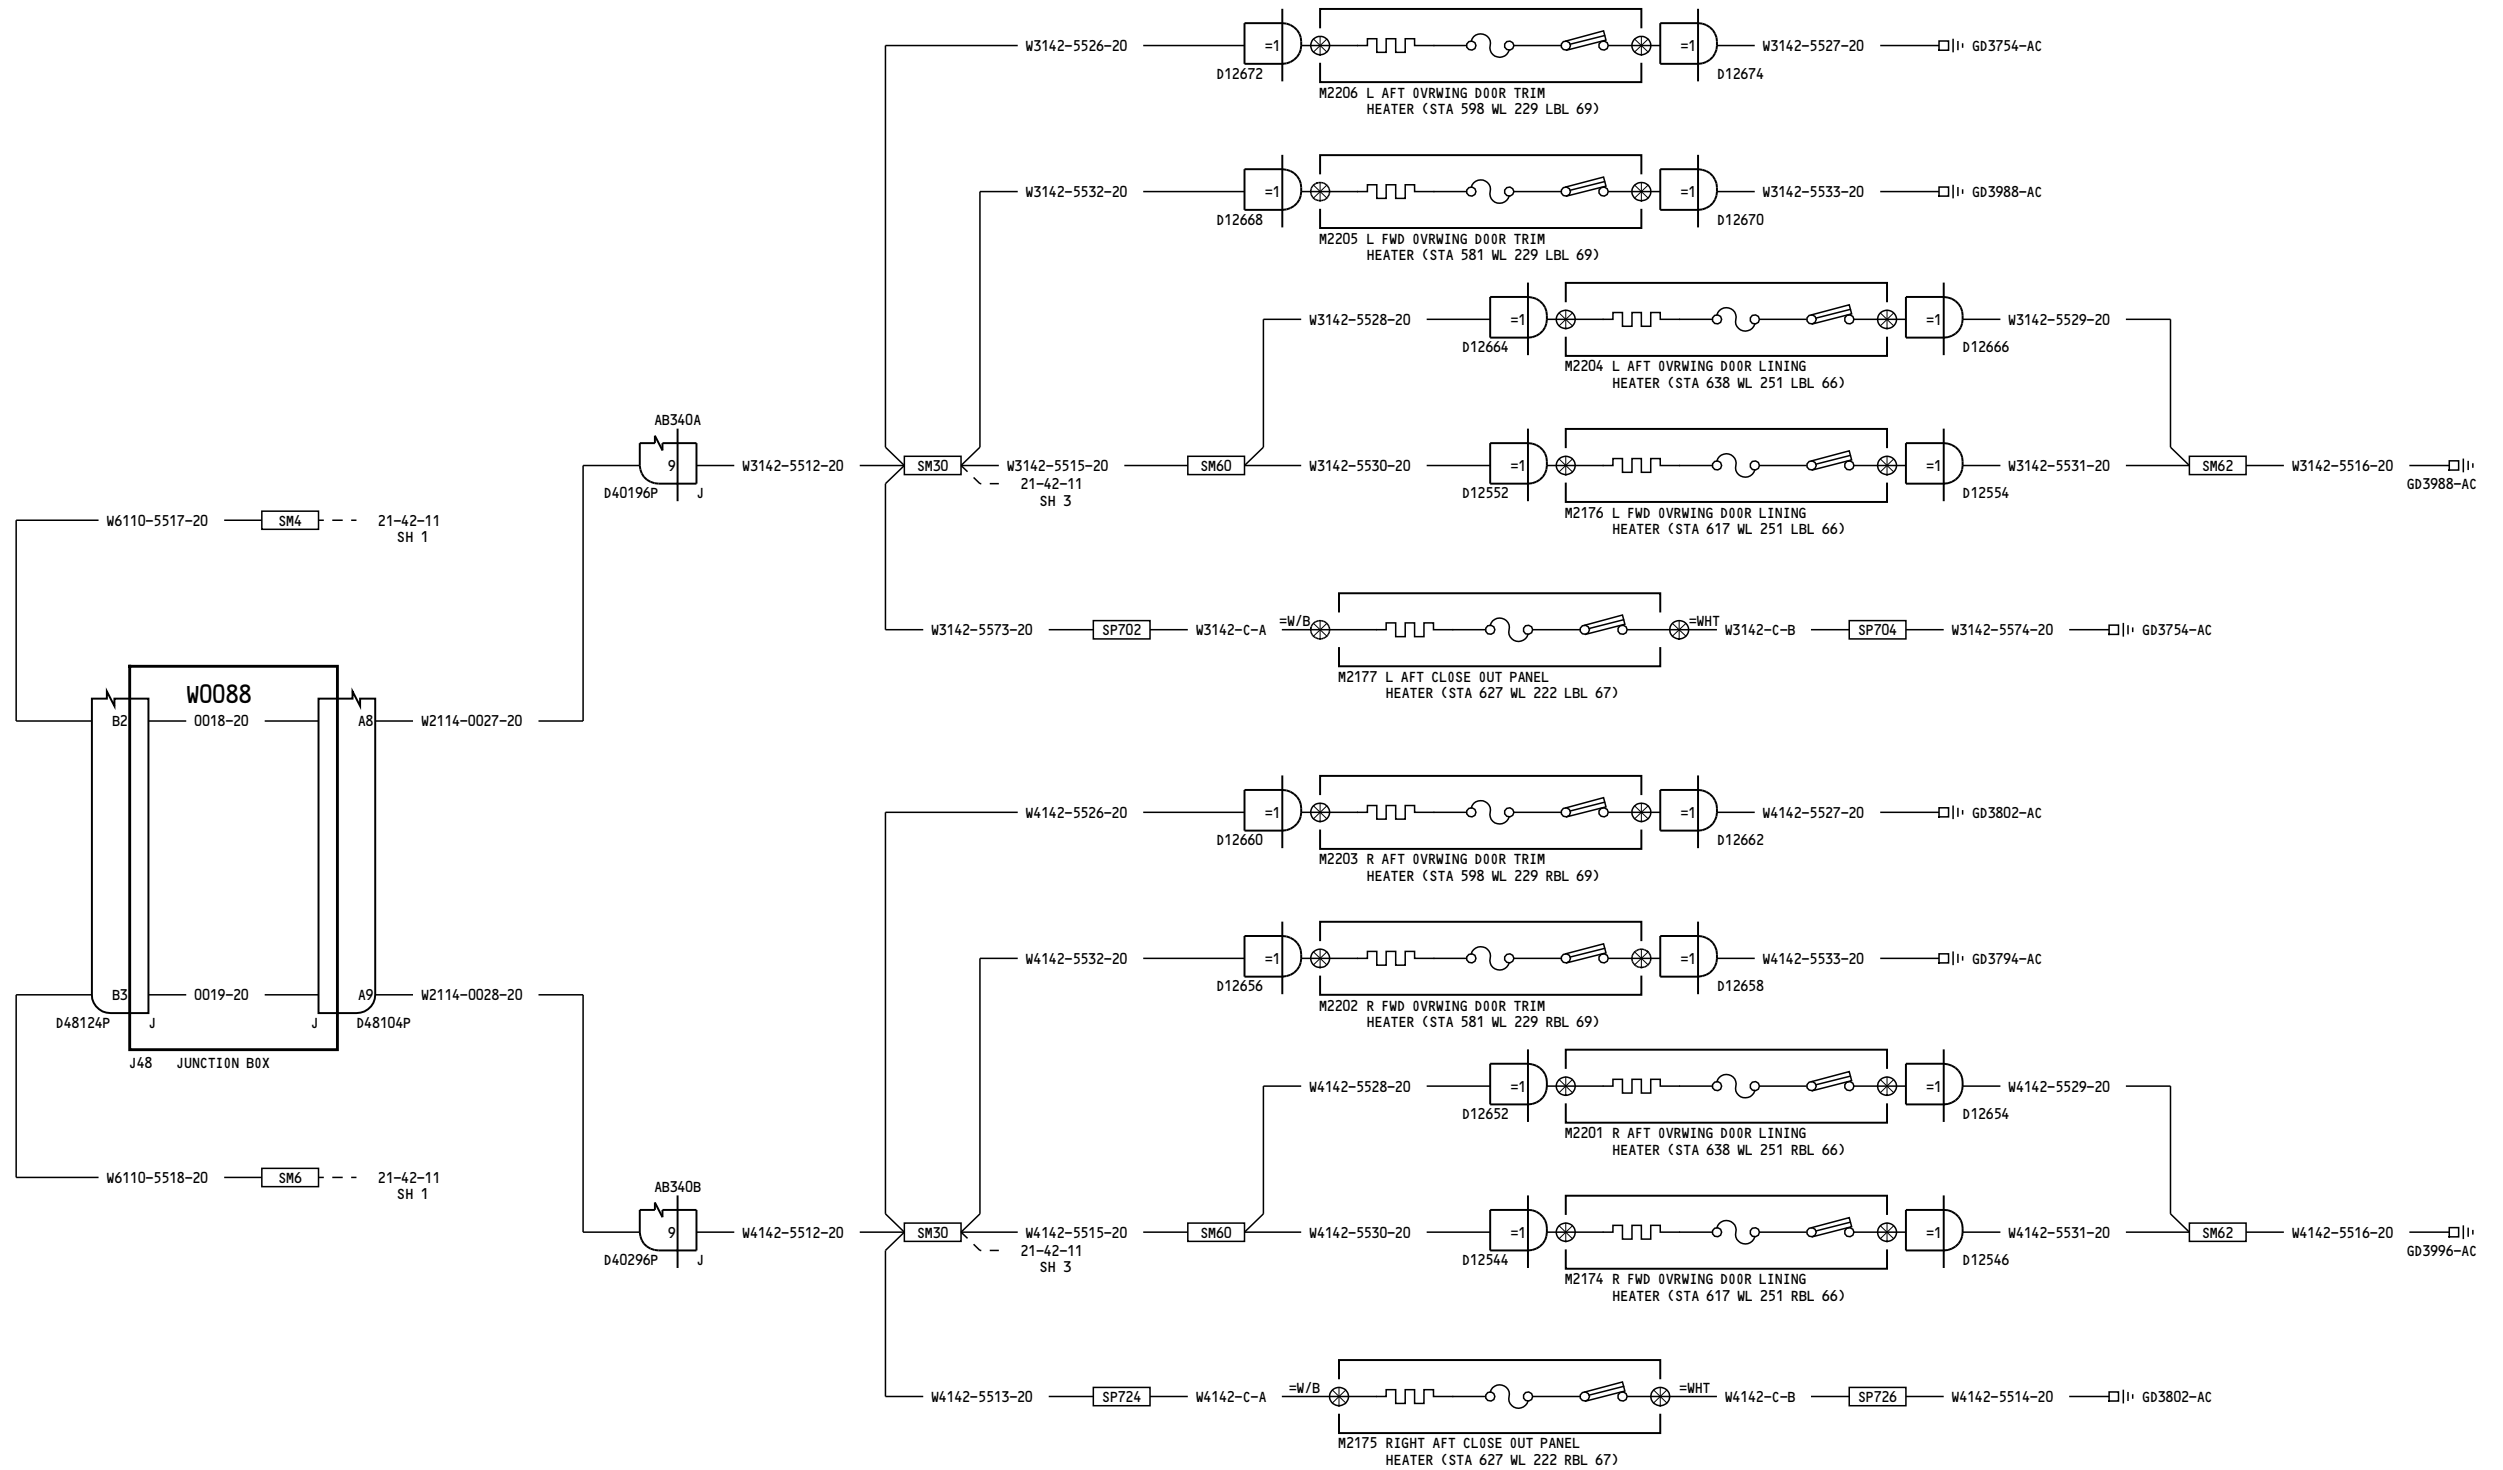 W3142-5526-20
=1
D12672
=1
D12674
W3142-5527-20
GD3754-AC
M2206 L AFT OVRWING DOOR TRIM
HEATER (STA 598 WL 229 LBL 69)
W3142-5532-20
=1
D12668
=1
D12670
W3142-5533-20
GD3988-AC
M2205 L FWD OVRWING DOOR TRIM
HEATER (STA 581 WL 229 LBL 69)
W3142-5528-20
=1
D12664
=1
D12666
W3142-5529-20
M2204 L AFT OVRWING DOOR LINING
HEATER (STA 638 WL 251 LBL 66)
AB340A
9
D40196P
J
W3142-5512-20
SM30
W3142-5515-20
21-42-11
SH 3
SM60
W3142-5530-20
=1
D12552
=1
D12554
W3142-5531-20
SM62
W3142-5516-20
GD3988-AC
M2176 L FWD OVRWING DOOR LINING
HEATER (STA 617 WL 251 LBL 66)
W6110-5517-20
SM4
21-42-11
SH 1
W3142-5573-20
SP702
W3142-C-A
=W/B
=WHT
W3142-C-B
SP704
W3142-5574-20
GD3754-AC
M2177 L AFT CLOSE OUT PANEL
HEATER (STA 627 WL 222 LBL 67)
W0088
B2
0018-20
A8
W2114-0027-20
B3
0019-20
A9
W2114-0028-20
D48124P
J
J
D48104P
J48 JUNCTION BOX
W6110-5518-20
SM6
21-42-11
SH 1
W4142-5526-20
=1
D12660
=1
D12662
W4142-5527-20
GD3802-AC
M2203 R AFT OVRWING DOOR TRIM
HEATER (STA 598 WL 229 RBL 69)
W4142-5532-20
=1
D12656
=1
D12658
W4142-5533-20
GD3794-AC
M2202 R FWD OVRWING DOOR TRIM
HEATER (STA 581 WL 229 RBL 69)
W4142-5528-20
=1
D12652
=1
D12654
W4142-5529-20
M2201 R AFT OVRWING DOOR LINING
HEATER (STA 638 WL 251 RBL 66)
AB340B
9
D40296P
J
W4142-5512-20
SM30
W4142-5515-20
21-42-11
SH 3
SM60
W4142-5530-20
=1
D12544
=1
D12546
W4142-5531-20
SM62
W4142-5516-20
GD3996-AC
M2174 R FWD OVRWING DOOR LINING
HEATER (STA 617 WL 251 RBL 66)
W4142-5513-20
SP724
W4142-C-A
=W/B
=WHT
W4142-C-B
SP726
W4142-5514-20
GD3802-AC
M2175 RIGHT AFT CLOSE OUT PANEL
HEATER (STA 627 WL 222 RBL 67)